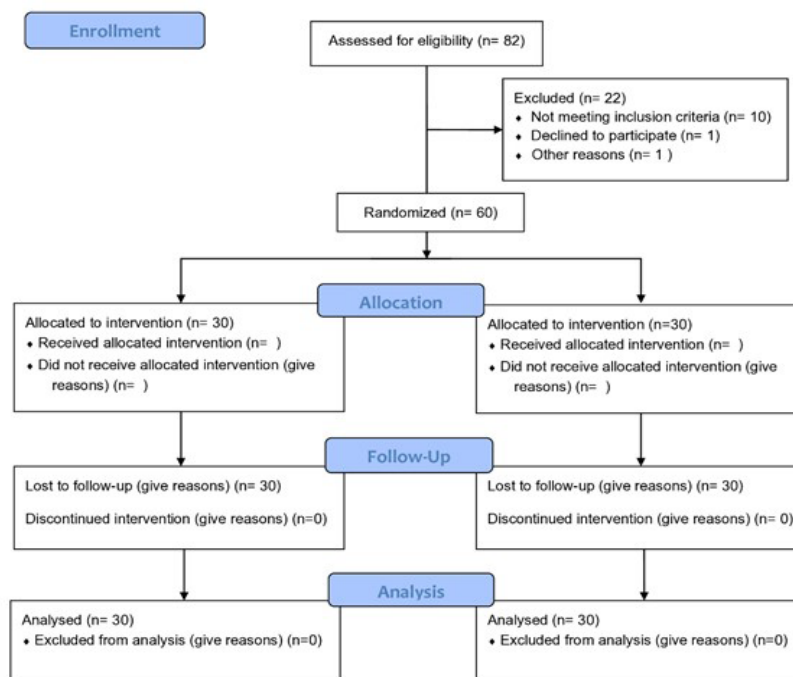 Enrollment
Assessed for eligibility (n= 82)
Excluded (n= 22)
♦ Not meeting inclusion criteria (n= 10)
♦ Declined to participate (n= 1)
♦ Other reasons (n= 1 )
Randomized (n= 60)
Allocation
Allocated to intervention (n= 30)
♦ Received allocated intervention (n= )
♦ Did not receive allocated intervention (give
reasons) (n= )
Allocated to intervention (n=30)
♦ Received allocated intervention (n= )
♦ Did not receive allocated intervention (give
reasons) (n= )
Follow-Up
Lost to follow-up (give reasons) (n= 30)
Discontinued intervention (give reasons) (n=0)
Lost to follow-up (give reasons) (n= 30)
Discontinued intervention (give reasons) (n= 0)
Analysis
Analysed (n= 30)
♦ Excluded from analysis (give reasons) (n=0)
Analysed (n= 30)
♦ Excluded from analysis (give reasons) (n=0)